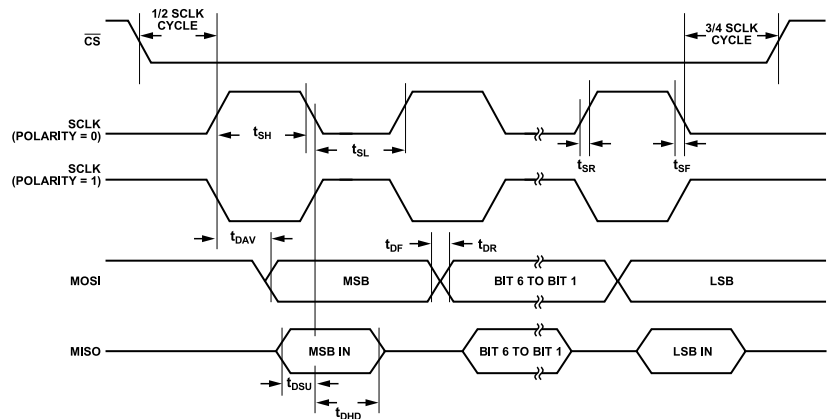 1/2 SCLK
CYCLE
3/4 SCLK
CYCLE
CS
SCLK
(POLARITY = 0)
tSH
tSL
tSR
tSF
SCLK
(POLARITY = 1)
tDAV
tDF
tDR
MOSI
MSB
BIT 6 TO BIT 1
LSB
MISO
MSB IN
BIT 6 TO BIT 1
LSB IN
tDSU
tDHD